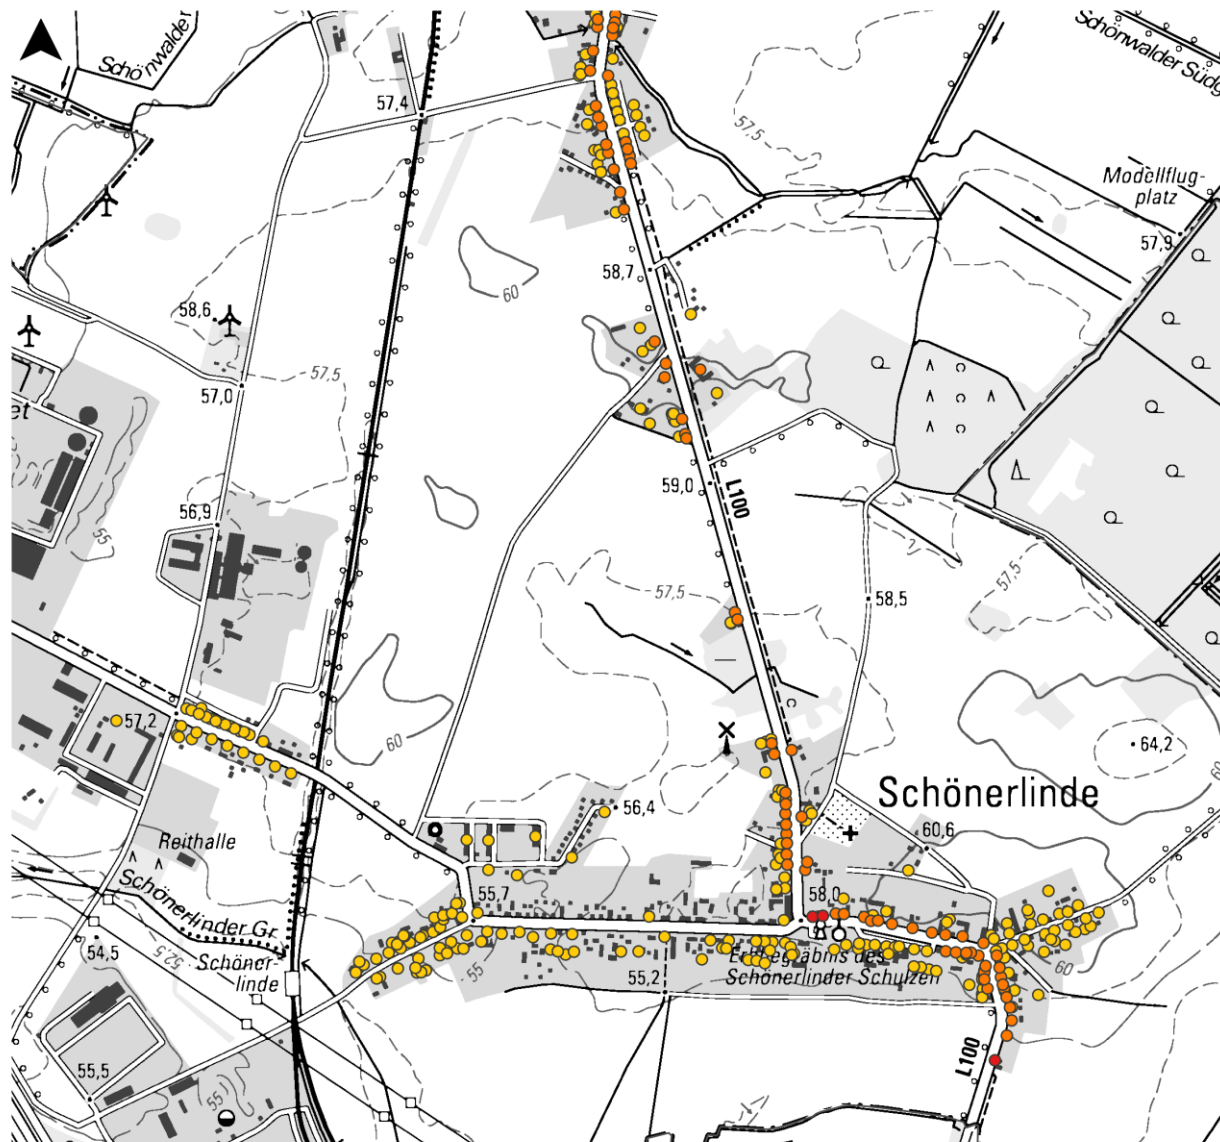 Schönwalde
Schönwalder Südg
57,4
57,5
Modellflug-
platz
57,9
58,7
60
58,6
57,5
57,0
et
59,0
L100
56,9
55
57,5
58,5
57,5
57,2
60
64,2
60
Schönerlinde
56,4
60,6
Reithalle
55,7
58,0
Schönerlinder Gr.
54,5
52,5
Schöner-
linde
55
55,2
Erbbegräbnis des
Schönerlinder Schulzen
60
L100
55,5
55